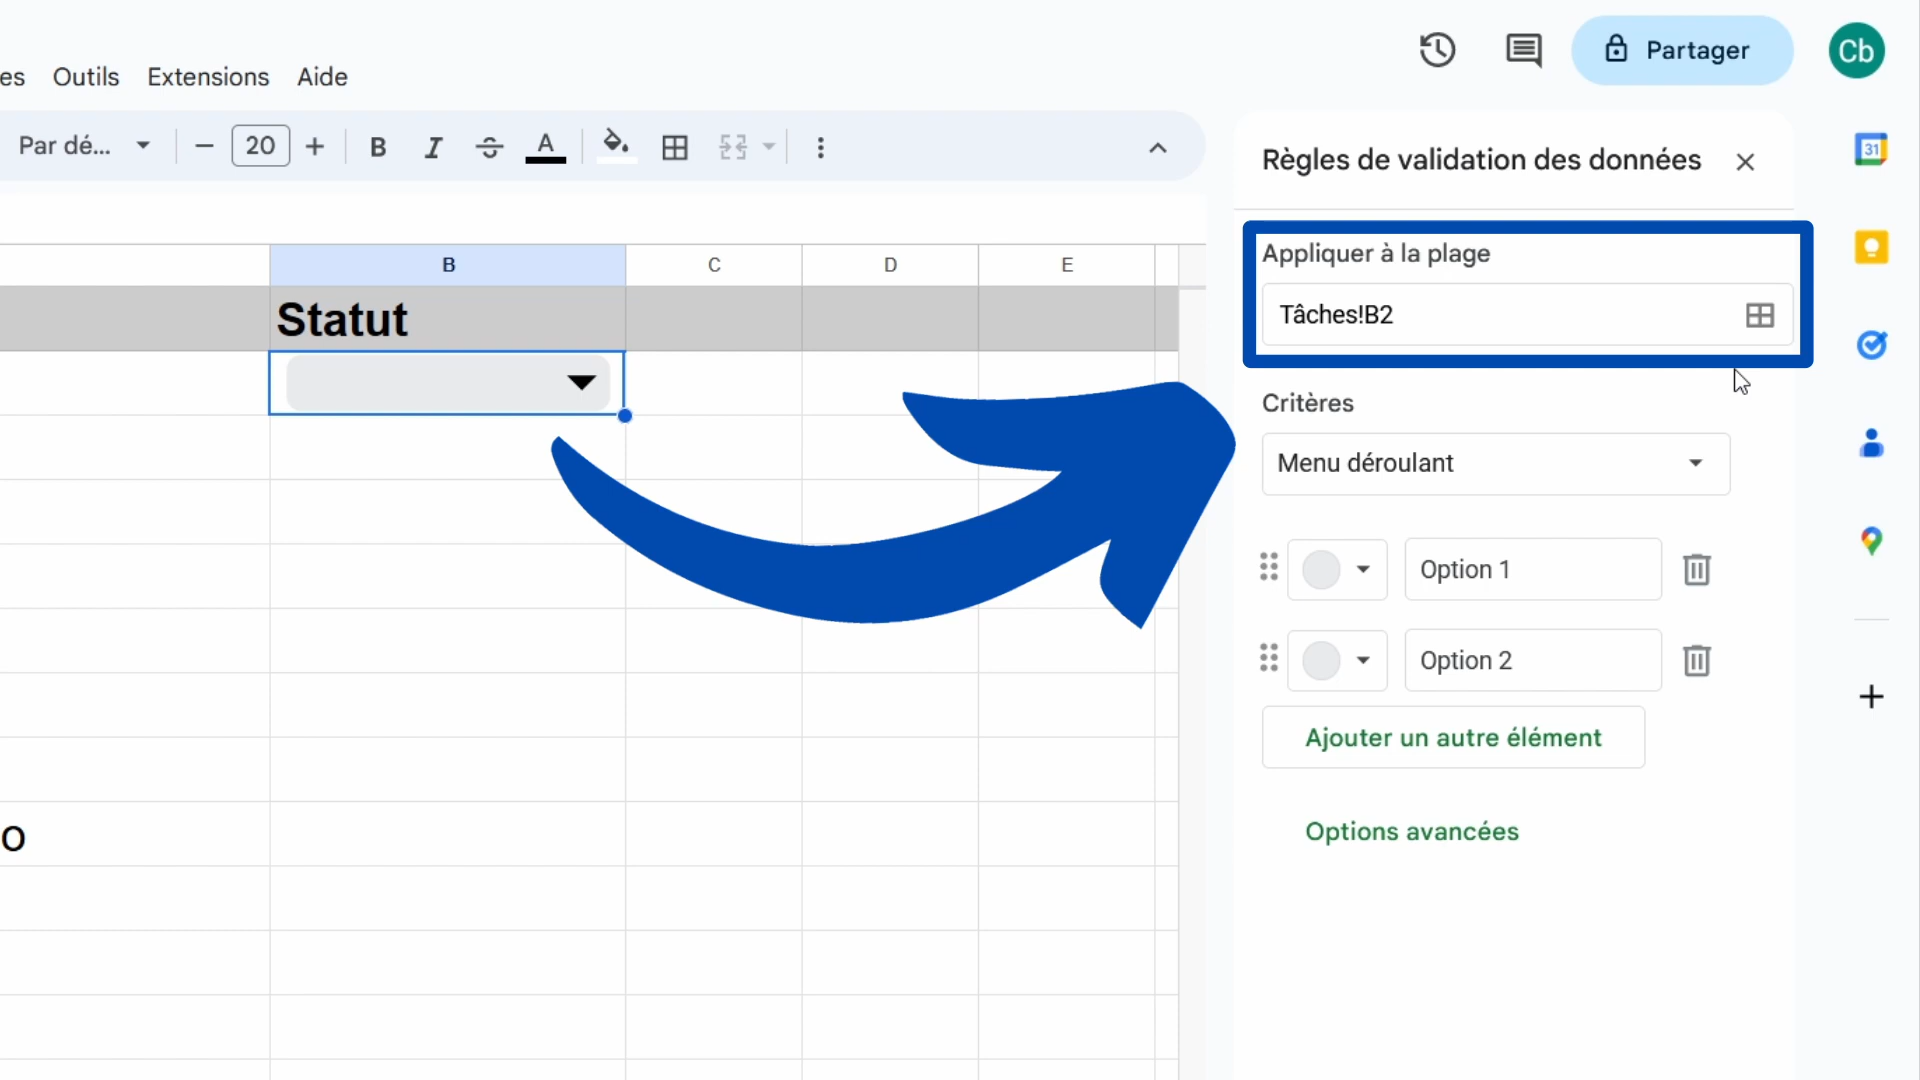 es Outils Extensions Aide
Partager
Cb
Par dé... 20 B I S A
Règles de validation des données
31
B C D E
Appliquer à la plage
Statut
Tâches!B2
Critères
Menu déroulant
Option 1
Option 2
Ajouter un autre élément
Options avancées
o